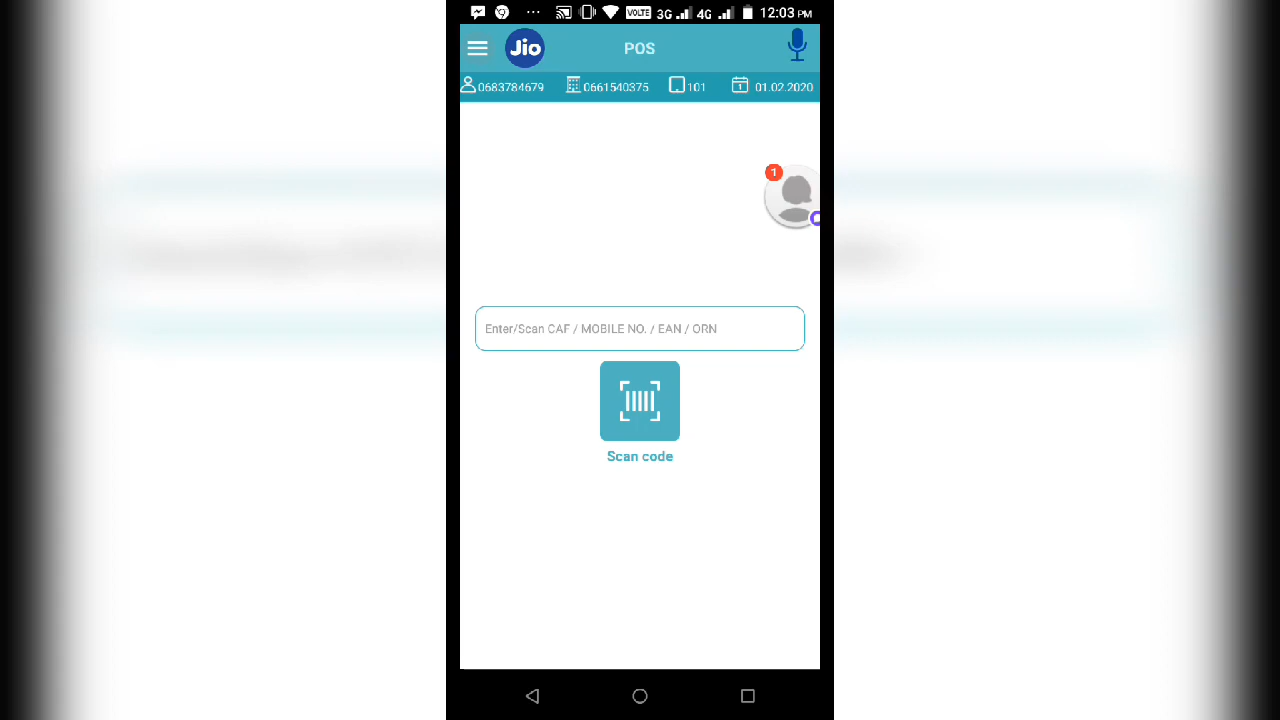 VOLTE 3G 4G 12:03 PM
Jio POS
0683784679 0661540375 101 1 01.02.2020
1
Enter/Scan CAF / MOBILE NO. / EAN / ORN
Scan code